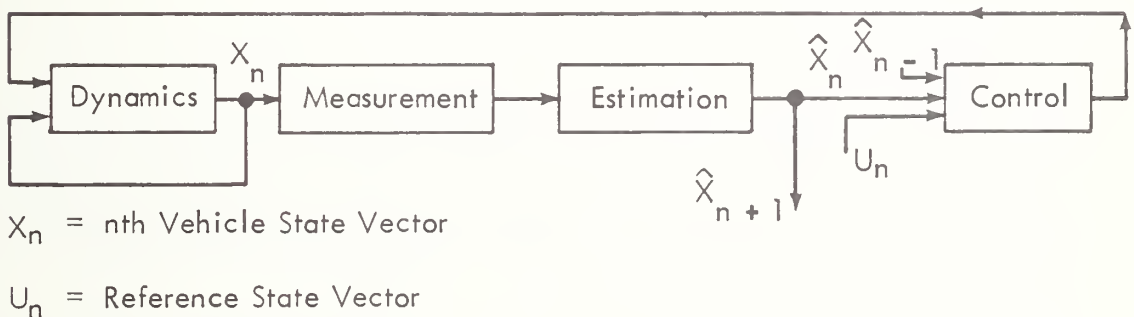 X̂n X̂n - 1
Xn
Dynamics Measurement Estimation Control
Un
X̂n + 1
Xn = nth Vehicle State Vector
Un = Reference State Vector